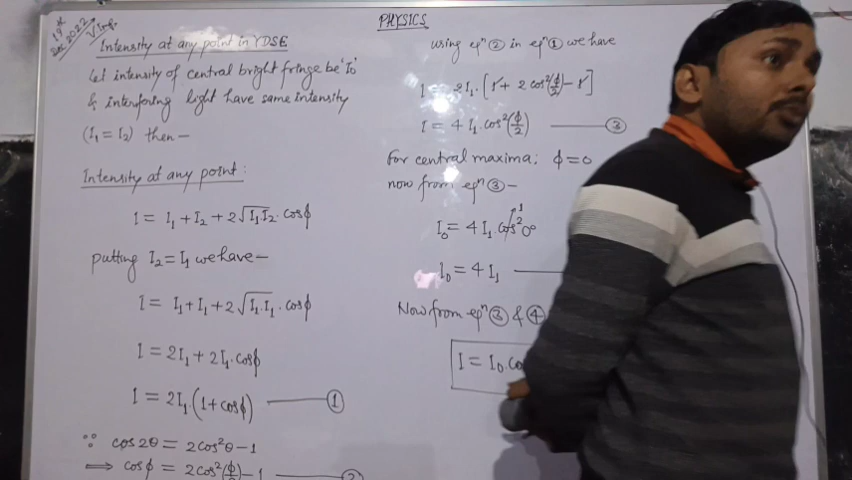 PHYSICS
19th
Dec 2022
V/Imp.
Intensity at any point in YDSE
Let intensity of central bright fringe be 'I₀'
& interfering light have same intensity
(I₁ = I₂) then —
Intensity at any point:
I = I₁ + I₂ + 2√I₁I₂ . cosϕ
putting I₂ = I₁ we have —
I = I₁ + I₁ + 2√I₁.I₁ . cosϕ
I = 2I₁ + 2I₁.cosϕ
I = 2I₁.(1 + cosϕ) —— ①
∵ cos2θ = 2cos²θ − 1
⟹ cosϕ = 2cos²(ϕ/2) − 1 —— ②
using eqⁿ ② in eqⁿ ① we have
I = 2I₁.[1 + 2cos²(ϕ/2) − 1]
I = 4I₁.cos²(ϕ/2) —— ③
For central maxima; ϕ = 0
now from eqⁿ ③ —
1
I₀ = 4I₁.cos²0°
I₀ = 4I₁ ——
Now from eqⁿ ③ & ④
I = I₀.co